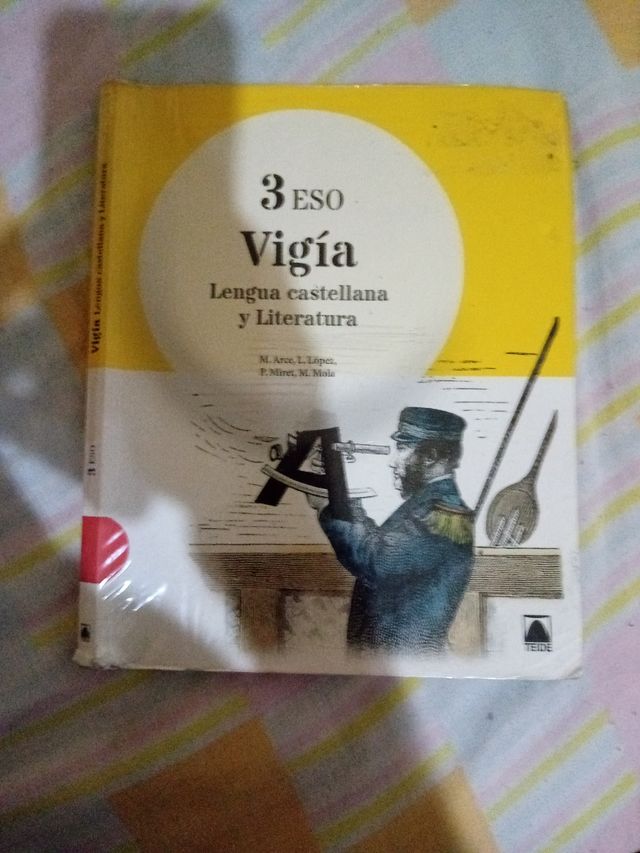 3 ESO
Vigía
Lengua castellana
y Literatura
M. Arce, L. López,
P. Miret, M. Mola
Vigía Lengua castellana y Literatura
3 ESO
TEIDE